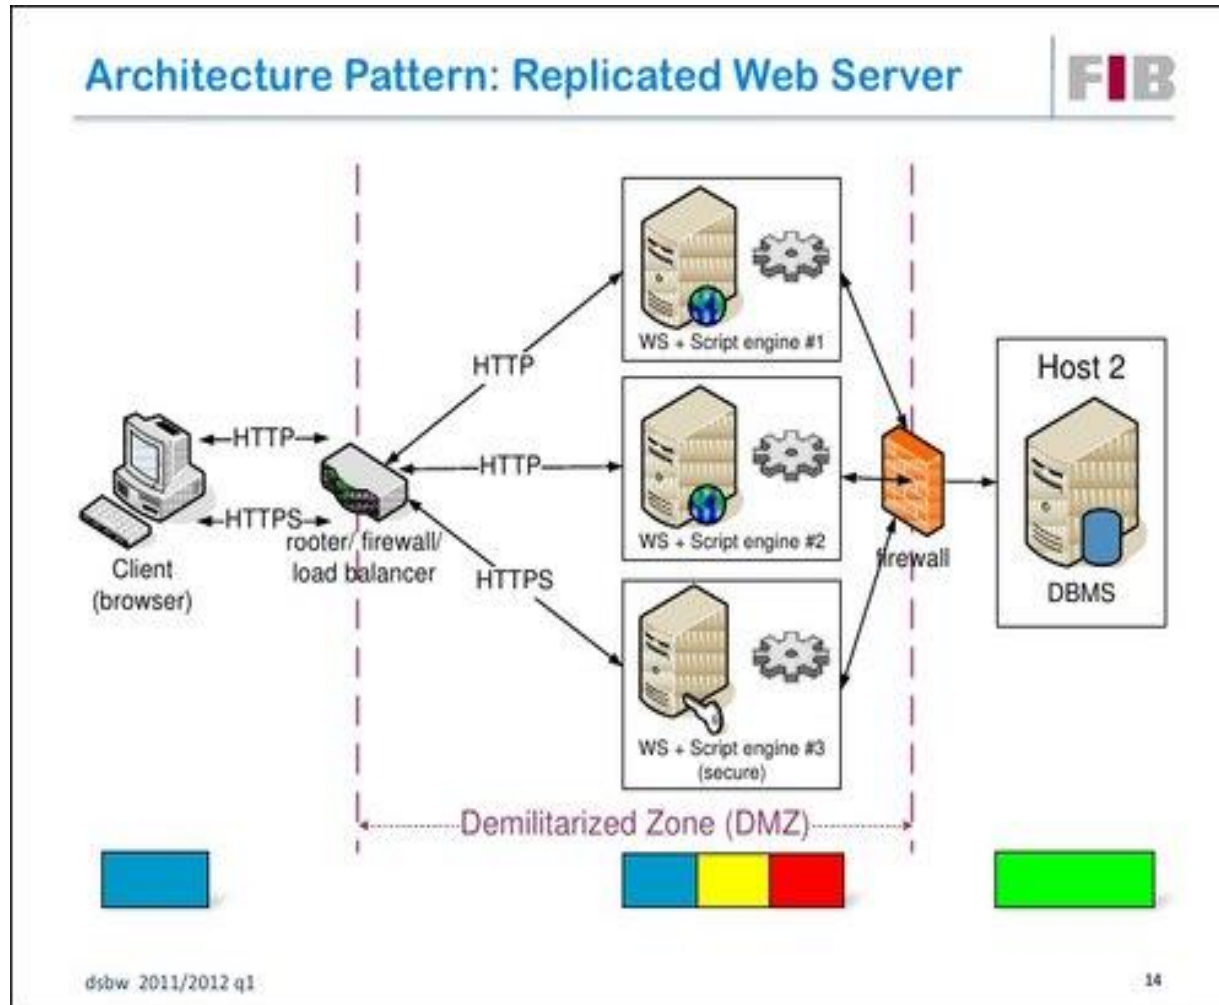 Architecture Pattern: Replicated Web Server
FIB
WS + Script engine #1
HTTP
Host 2
HTTP
HTTP
WS + Script engine #2
HTTPS
rooter/ firewall/
load balancer
firewall
Client
(browser)
HTTPS
DBMS
WS + Script engine #3
(secure)
Demilitarized Zone (DMZ)
dsbw 2011/2012 q1
14